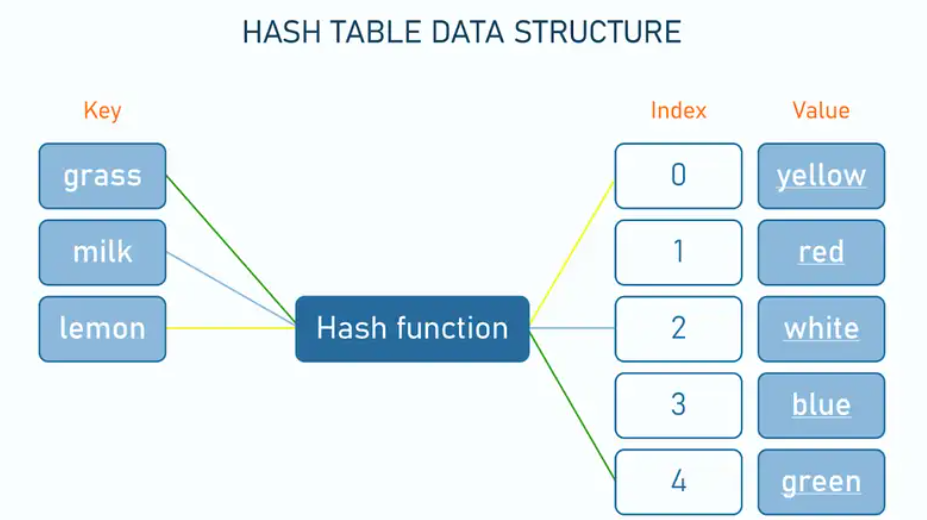 HASH TABLE DATA STRUCTURE
Key
Index
Value
grass
0
yellow
milk
1
red
lemon
Hash function
2
white
3
blue
4
green